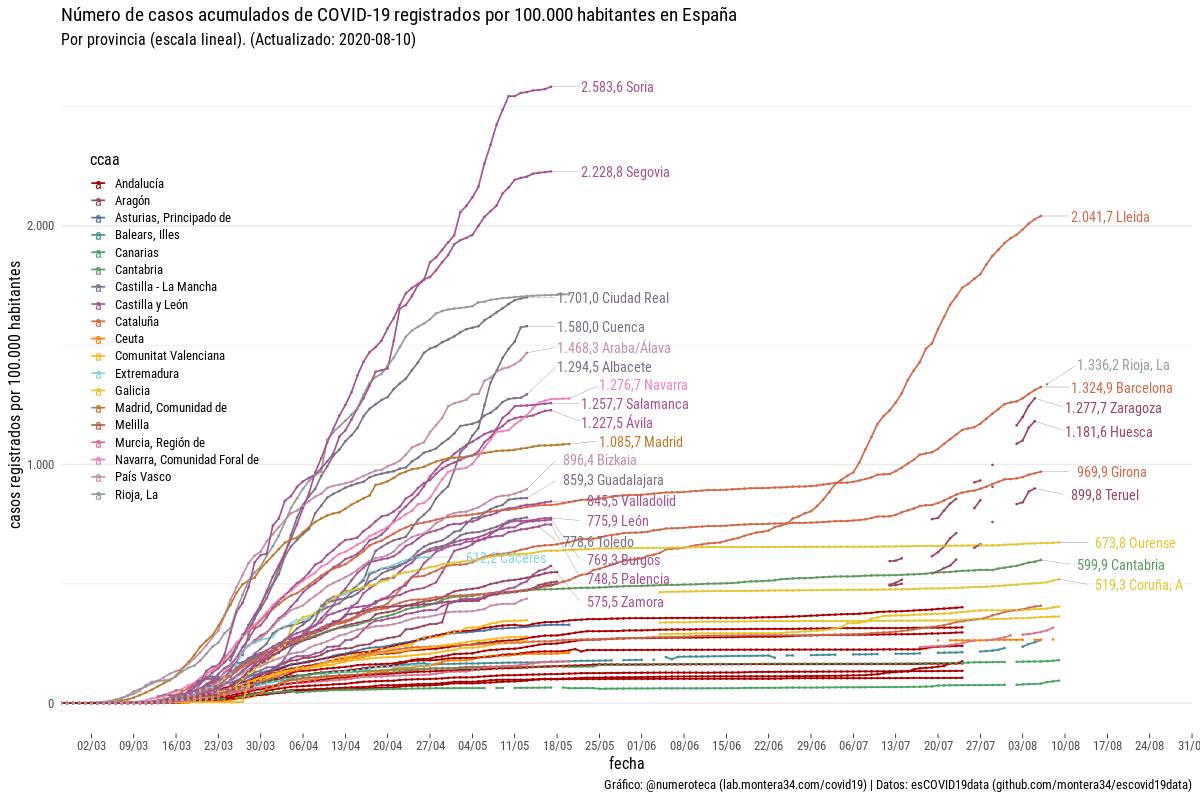 Número de casos acumulados de COVID-19 registrados por 100.000 habitantes en España
Por provincia (escala lineal). (Actualizado: 2020-08-10)
casos registrados por 100.000 habitantes
2.000
1.000
0
ccaa
Andalucía
Aragón
Asturias, Principado de
Balears, Illes
Canarias
Cantabria
Castilla - La Mancha
Castilla y León
Cataluña
Ceuta
Comunitat Valenciana
Extremadura
Galicia
Madrid, Comunidad de
Melilla
Murcia, Región de
Navarra, Comunidad Foral de
País Vasco
Rioja, La
2.583,6 Soria
2.228,8 Segovia
2.041,7 Lleida
1.701,0 Ciudad Real
1.580,0 Cuenca
1.468,3 Araba/Álava
1.294,5 Albacete
1.336,2 Rioja, La
1.276,7 Navarra
1.324,9 Barcelona
1.257,7 Salamanca
1.277,7 Zaragoza
1.227,5 Ávila
1.181,6 Huesca
1.085,7 Madrid
896,4 Bizkaia
969,9 Girona
859,3 Guadalajara
899,8 Teruel
845,5 Valladolid
775,9 León
778,6 Toledo
673,8 Ourense
612,2 Cáceres
769,3 Burgos
599,9 Cantabria
748,5 Palencia
519,3 Coruña, A
575,5 Zamora
02/03 09/03 16/03 23/03 30/03 06/04 13/04 20/04 27/04 04/05 11/05 18/05 25/05 01/06 08/06 15/06 22/06 29/06 06/07 13/07 20/07 27/07 03/08 10/08 17/08 24/08 31/0
fecha
Gráfico: @numeroteca (lab.montera34.com/covid19) | Datos: esCOVID19data (github.com/montera34/escovid19data)